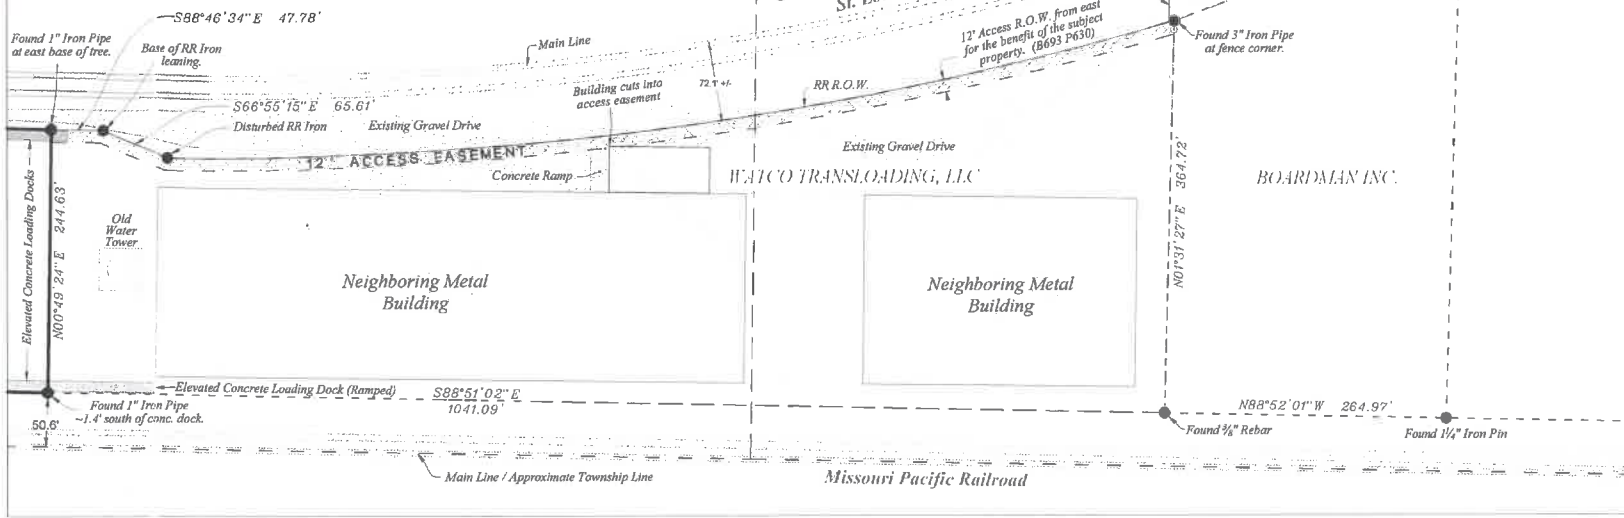 S88°46'34"E 47.78'
Found 1" Iron Pipe
at east base of tree.
Base of RR Iron
leaning.
S66°55'15"E 65.61'
Disturbed RR Iron
Existing Gravel Drive
Main Line
Building cuts into
access easement
72.1' +/-
St.
12' Access R.O.W. from east
for the benefit of the subject
property. (B693 P630)
RR R.O.W.
Found 3" Iron Pipe
at fence corner.
12' ACCESS EASEMENT
Concrete Ramp
Existing Gravel Drive
WATCO TRANSLOADING, LLC
BOARDMAN INC.
Elevated Concrete Loading Docks
N00°49'24"E 244.63'
Old
Water
Tower
Neighboring Metal
Building
Neighboring Metal
Building
N01°31'27"E 364.72'
Elevated Concrete Loading Dock (Ramped)
S88°51'02"E
1041.09'
Found 1" Iron Pipe
~1.4' south of conc. dock.
50.6'
N88°52'01"W 264.97'
Found ⅜" Rebar
Found 1¼" Iron Pin
Main Line / Approximate Township Line
Missouri Pacific Railroad